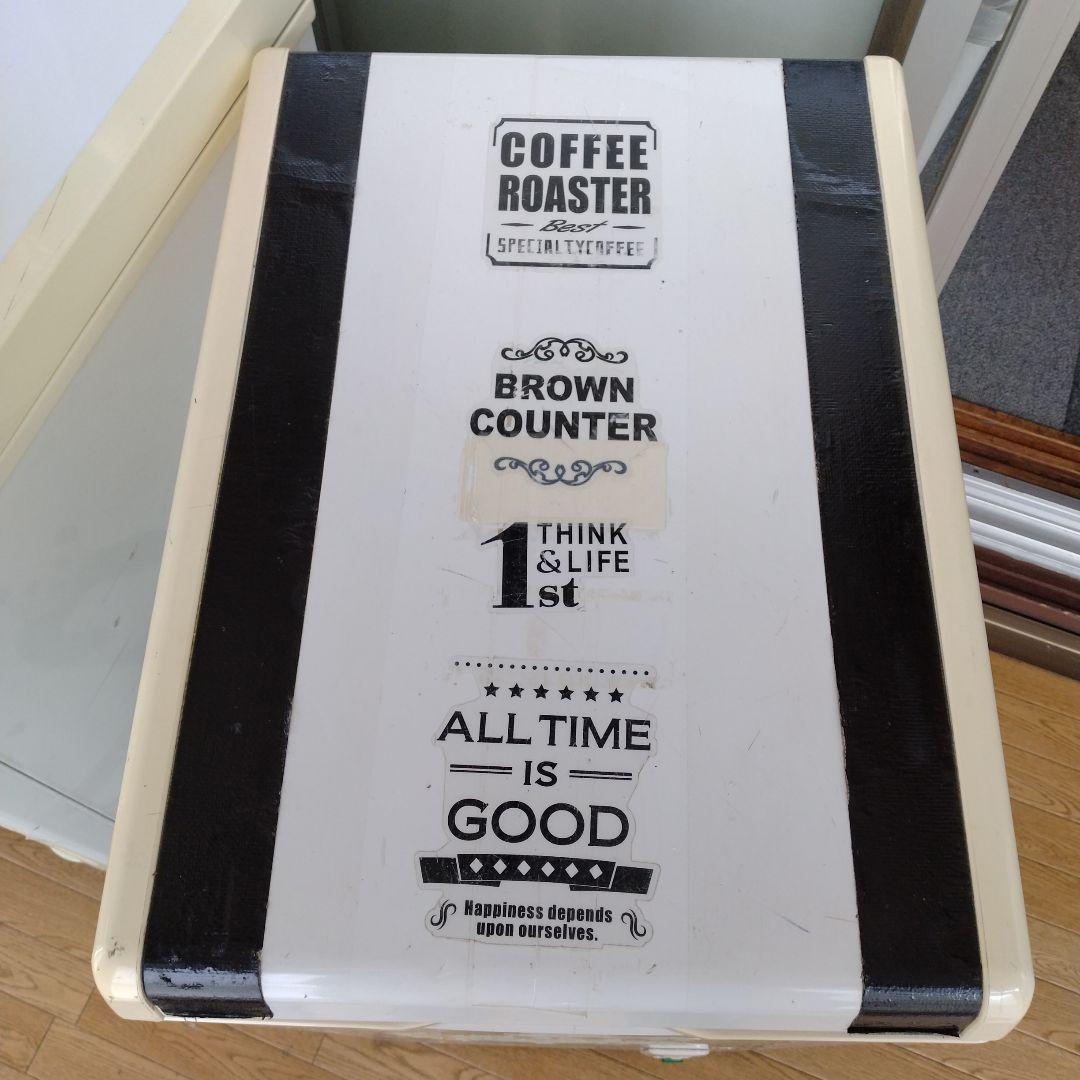 COFFEE
ROASTER
Best
SPECIALTYCOFFEE
BROWN
COUNTER
1st THINK
& LIFE
ALL TIME
IS
GOOD
Happiness depends
upon ourselves.